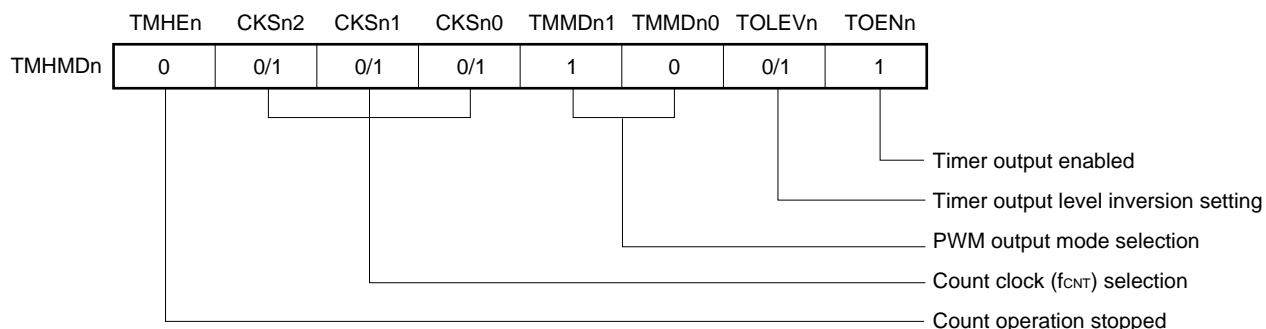 TMHEn CKSn2 CKSn1 CKSn0 TMMDn1 TMMDn0 TOLEVn TOENn
TMHMDn 0 0/1 0/1 0/1 1 0 0/1 1
Timer output enabled
Timer output level inversion setting
PWM output mode selection
Count clock (fCNT) selection
Count operation stopped